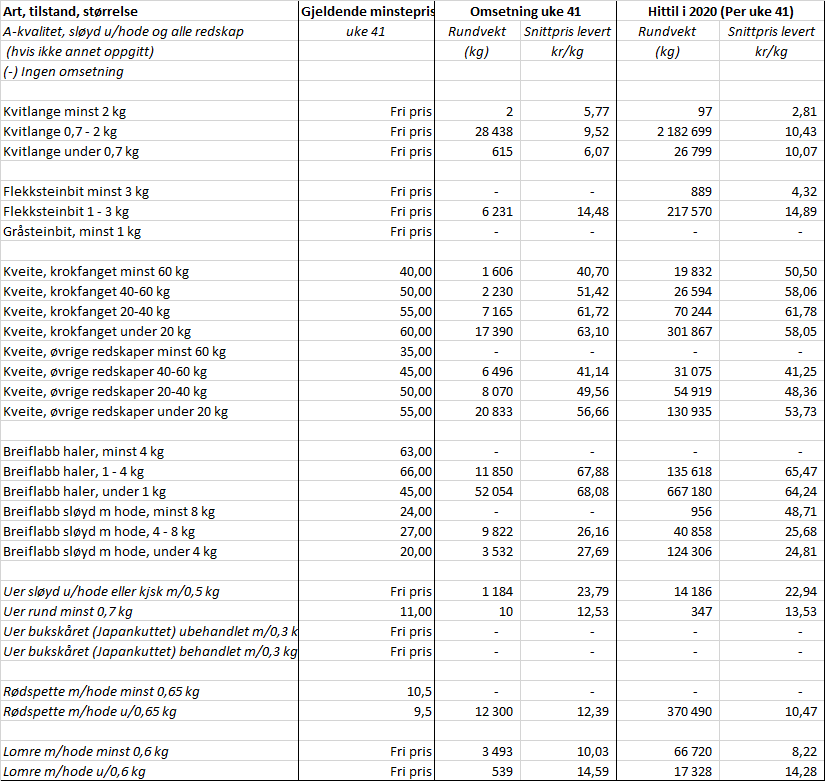 Art, tilstand, størrelse Gjeldende minstepris Omsetning uke 41 Hittil i 2020 (Per uke 41)
A-kvalitet, sløyd u/hode og alle redskap uke 41 Rundvekt Snittpris levert Rundvekt Snittpris levert
(hvis ikke annet oppgitt) (kg) kr/kg (kg) kr/kg
(-) Ingen omsetning
Kvitlange minst 2 kg Fri pris 2 5,77 97 2,81
Kvitlange 0,7 - 2 kg Fri pris 28 438 9,52 2 182 699 10,43
Kvitlange under 0,7 kg Fri pris 615 6,07 26 799 10,07
Flekksteinbit minst 3 kg Fri pris - - 889 4,32
Flekksteinbit 1 - 3 kg Fri pris 6 231 14,48 217 570 14,89
Gråsteinbit, minst 1 kg Fri pris - - - -
Kveite, krokfanget minst 60 kg 40,00 1 606 40,70 19 832 50,50
Kveite, krokfanget 40-60 kg 50,00 2 230 51,42 26 594 58,06
Kveite, krokfanget 20-40 kg 55,00 7 165 61,72 70 244 61,78
Kveite, krokfanget under 20 kg 60,00 17 390 63,10 301 867 58,05
Kveite, øvrige redskaper minst 60 kg 35,00 - - - -
Kveite, øvrige redskaper 40-60 kg 45,00 6 496 41,14 31 075 41,25
Kveite, øvrige redskaper 20-40 kg 50,00 8 070 49,56 54 919 48,36
Kveite, øvrige redskaper under 20 kg 55,00 20 833 56,66 130 935 53,73
Breiflabb haler, minst 4 kg 63,00 - - - -
Breiflabb haler, 1 - 4 kg 66,00 11 850 67,88 135 618 65,47
Breiflabb haler, under 1 kg 45,00 52 054 68,08 667 180 64,24
Breiflabb sløyd m hode, minst 8 kg 24,00 - - 956 48,71
Breiflabb sløyd m hode, 4 - 8 kg 27,00 9 822 26,16 40 858 25,68
Breiflabb sløyd m hode, under 4 kg 20,00 3 532 27,69 124 306 24,81
Uer sløyd u/hode eller kjsk m/0,5 kg Fri pris 1 184 23,79 14 186 22,94
Uer rund minst 0,7 kg 11,00 10 12,53 347 13,53
Uer bukskåret (Japankuttet) ubehandlet m/0,3 k Fri pris - - - -
Uer bukskåret (Japankuttet) behandlet m/0,3 kg Fri pris - - - -
Rødspette m/hode minst 0,65 kg 10,5 - - - -
Rødspette m/hode u/0,65 kg 9,5 12 300 12,39 370 490 10,47
Lomre m/hode minst 0,6 kg Fri pris 3 493 10,03 66 720 8,22
Lomre m/hode u/0,6 kg Fri pris 539 14,59 17 328 14,28